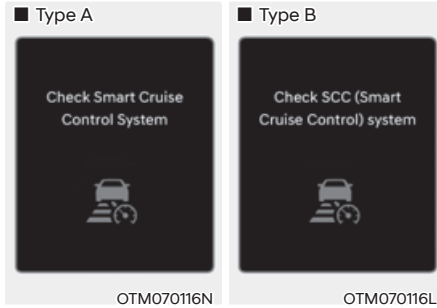 ■ Type A
Check Smart Cruise
Control System
OTM070116N
■ Type B
Check SCC (Smart
Cruise Control) system
OTM070116L